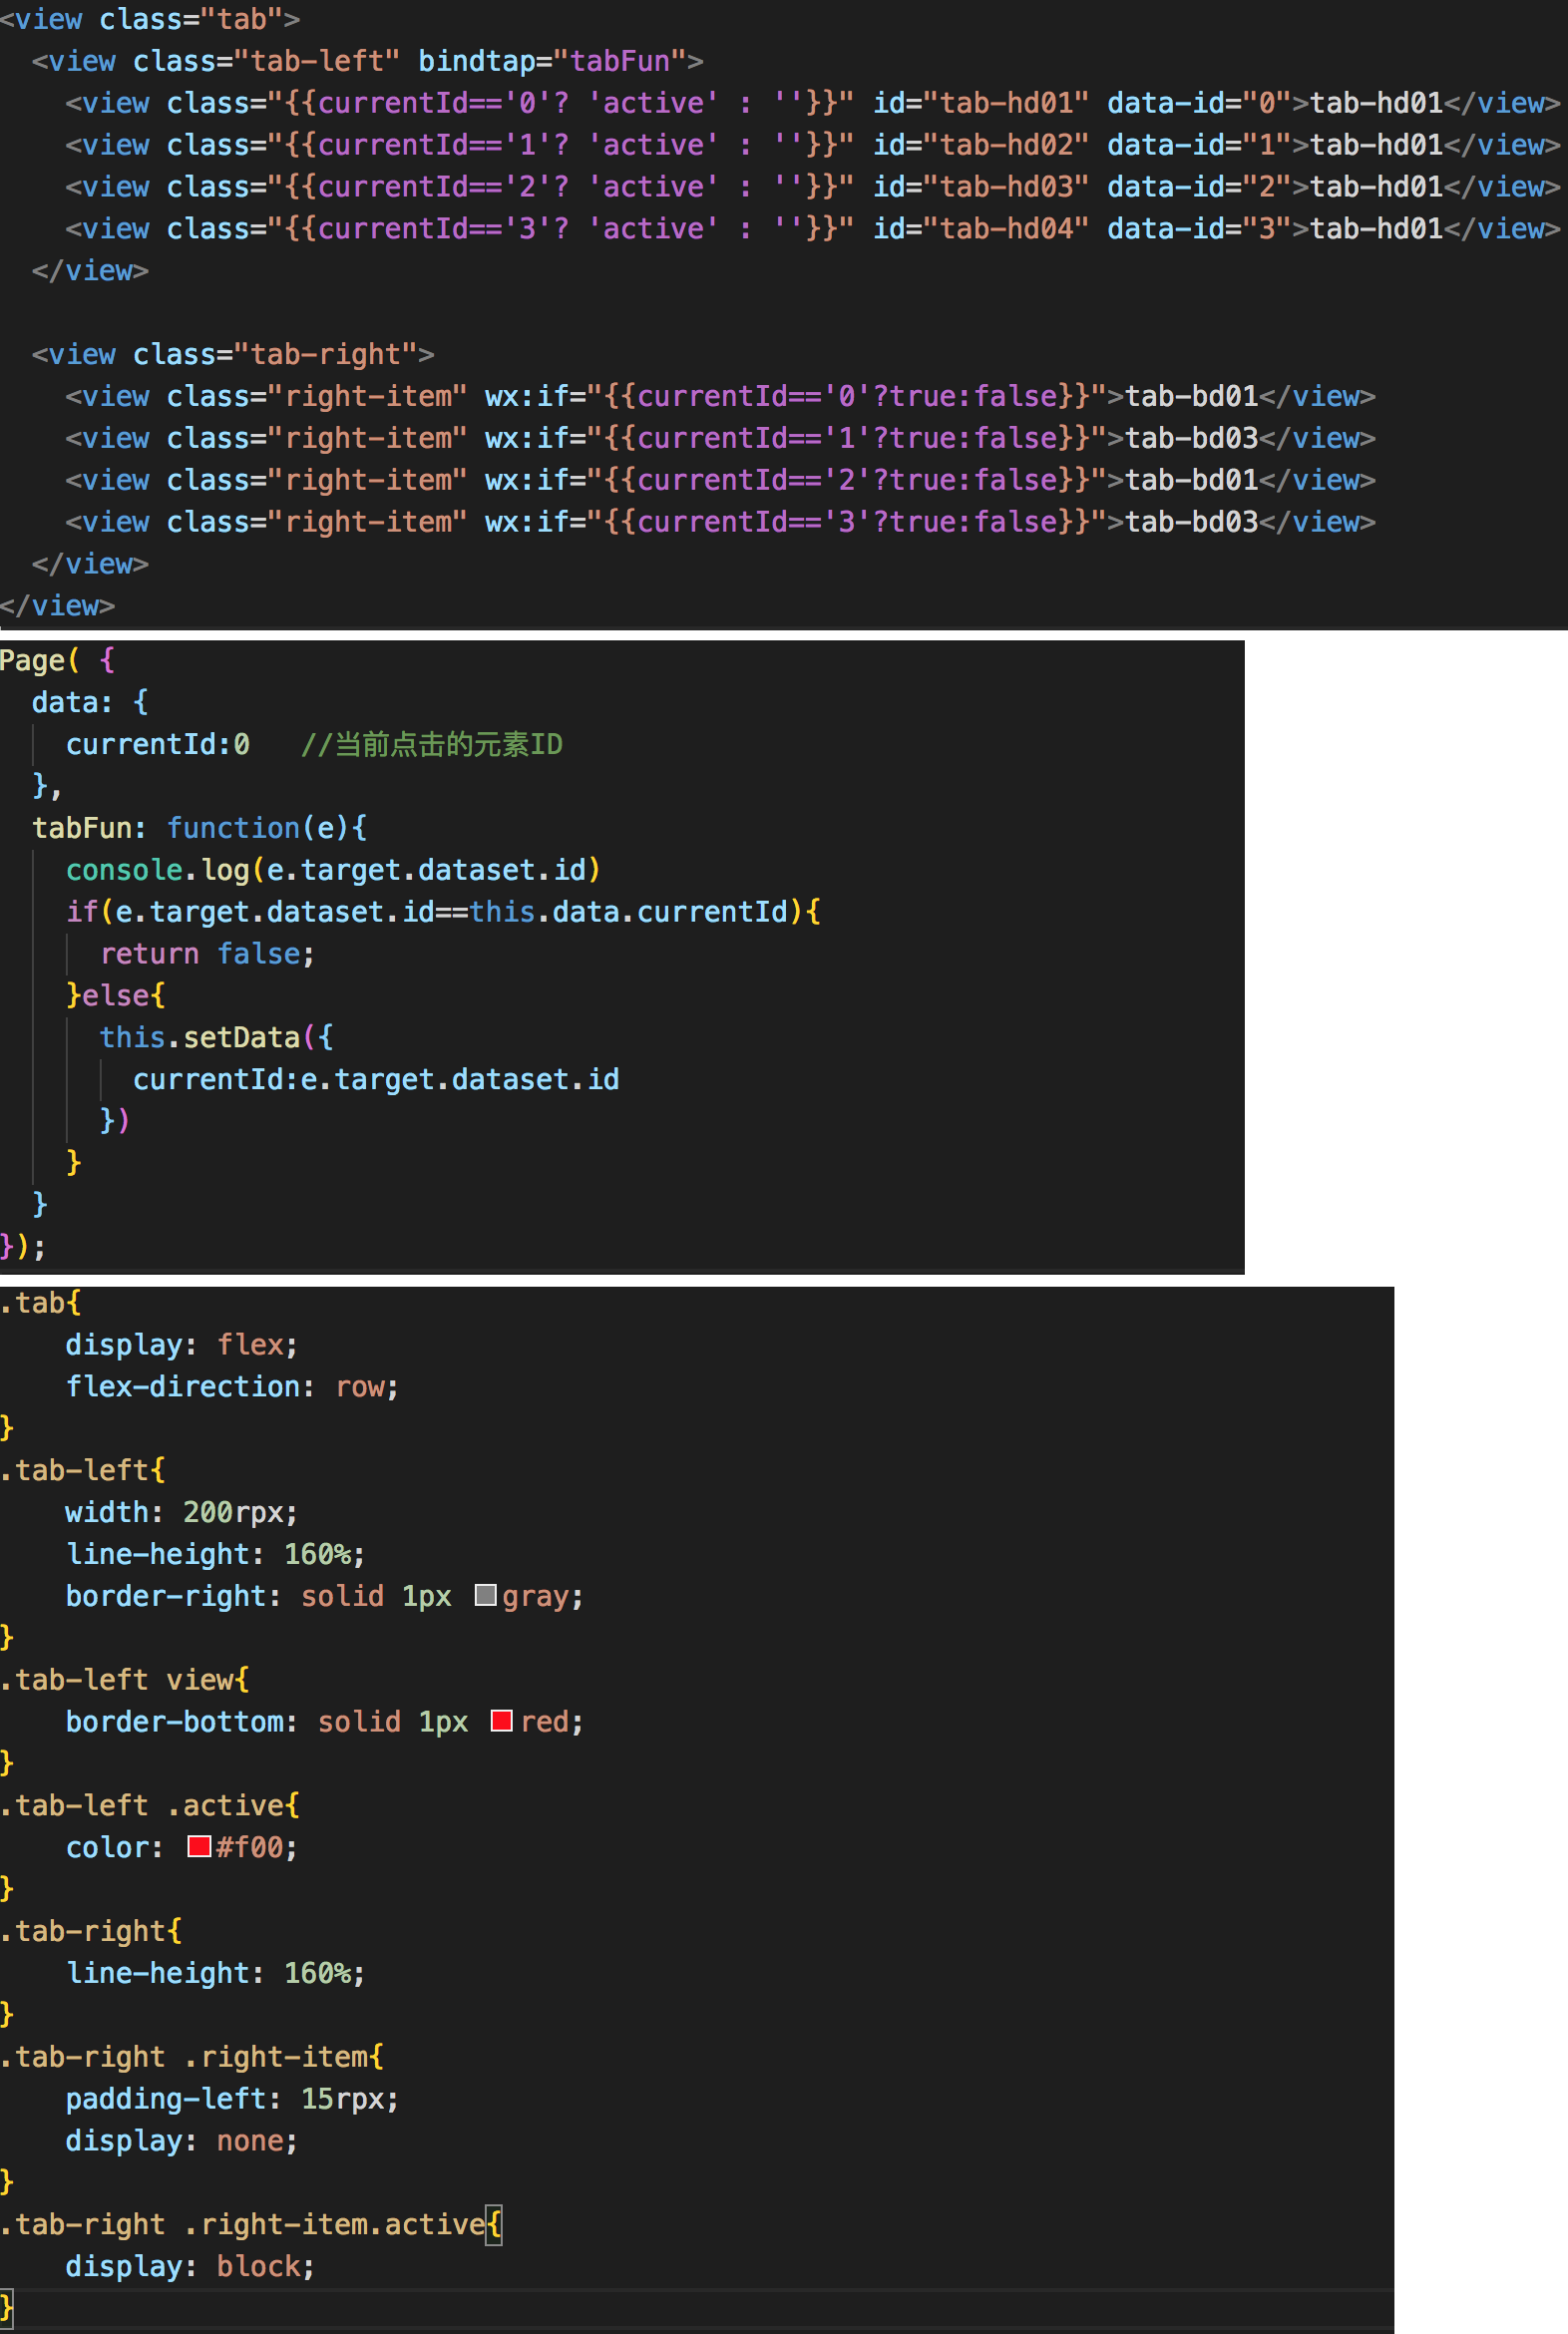 <view class="tab">
  <view class="tab-left" bindtap="tabFun">
    <view class="{{currentId=='0'? 'active' : ''}}" id="tab-hd01" data-id="0">tab-hd01</view>
    <view class="{{currentId=='1'? 'active' : ''}}" id="tab-hd02" data-id="1">tab-hd01</view>
    <view class="{{currentId=='2'? 'active' : ''}}" id="tab-hd03" data-id="2">tab-hd01</view>
    <view class="{{currentId=='3'? 'active' : ''}}" id="tab-hd04" data-id="3">tab-hd01</view>
  </view>
  <view class="tab-right">
    <view class="right-item" wx:if="{{currentId=='0'?true:false}}">tab-bd01</view>
    <view class="right-item" wx:if="{{currentId=='1'?true:false}}">tab-bd03</view>
    <view class="right-item" wx:if="{{currentId=='2'?true:false}}">tab-bd01</view>
    <view class="right-item" wx:if="{{currentId=='3'?true:false}}">tab-bd03</view>
  </view>
</view>
Page( {
  data: {
    currentId:0   //当前点击的元素ID
  },
  tabFun: function(e){
    console.log(e.target.dataset.id)
    if(e.target.dataset.id==this.data.currentId){
      return false;
    }else{
      this.setData({
        currentId:e.target.dataset.id
      })
    }
  }
});
.tab{
    display: flex;
    flex-direction: row;
}
.tab-left{
    width: 200rpx;
    line-height: 160%;
    border-right: solid 1px gray;
}
.tab-left view{
    border-bottom: solid 1px red;
}
.tab-left .active{
    color: #f00;
}
.tab-right{
    line-height: 160%;
}
.tab-right .right-item{
    padding-left: 15rpx;
    display: none;
}
.tab-right .right-item.active{
    display: block;
}